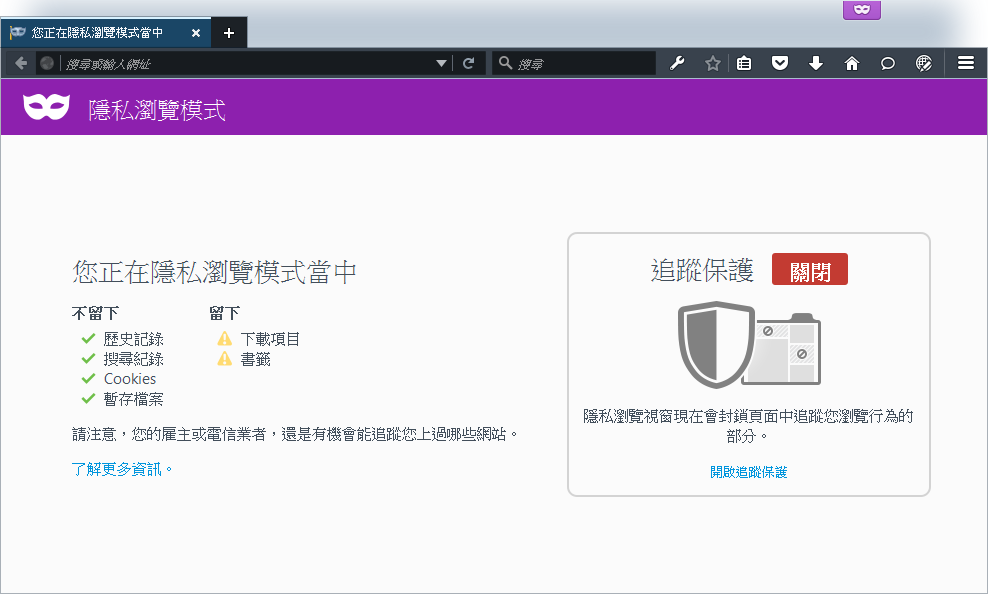 您正在隱私瀏覽模式當中
搜尋或輸入網址
搜尋
隱私瀏覽模式
您正在隱私瀏覽模式當中
不留下
歷史記錄
搜尋紀錄
Cookies
暫存檔案
留下
下載項目
書籤
請注意，您的雇主或電信業者，還是有機會能追蹤您上過哪些網站。
了解更多資訊。
追蹤保護
關閉
隱私瀏覽視窗現在會封鎖頁面中追蹤您瀏覽行為的
部分。
開啟追蹤保護